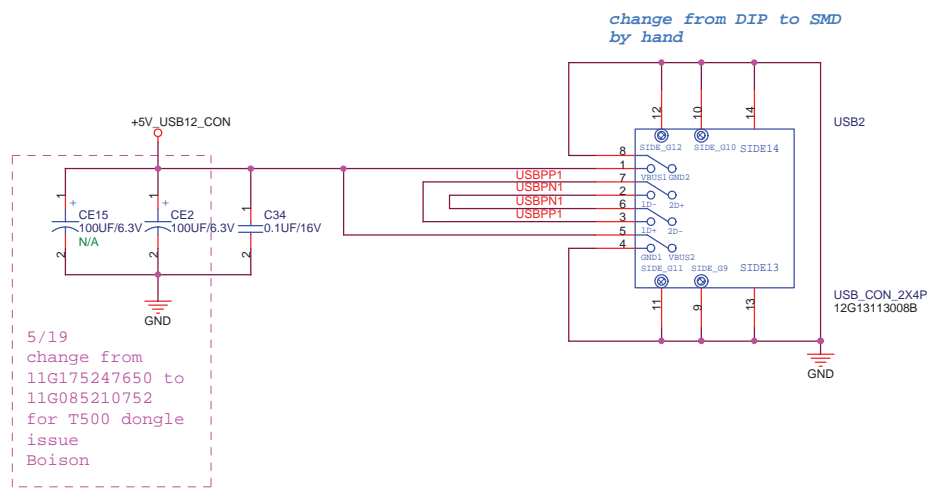 change from DIP to SMD
by hand
+5V_USB12_CON
12
10
14
USB2
SIDE_G12
SIDE_G10
SIDE14
8
1
VBUS1
GND2
USBPP1
7
USBPN1
2
1D-
2D+
USBPN1
6
USBPP1
3
1D+
2D-
5
4
GND1
VBUS2
SIDE_G11
SIDE_G9
SIDE13
11
9
13
USB_CON_2X4P
12G13113008B
GND
1
+
CE15
100UF/6.3V
N/A
2
1
+
CE2
100UF/6.3V
2
1
C34
0.1UF/16V
2
GND
5/19
change from
11G175247650 to
11G085210752
for T500 dongle
issue
Boison